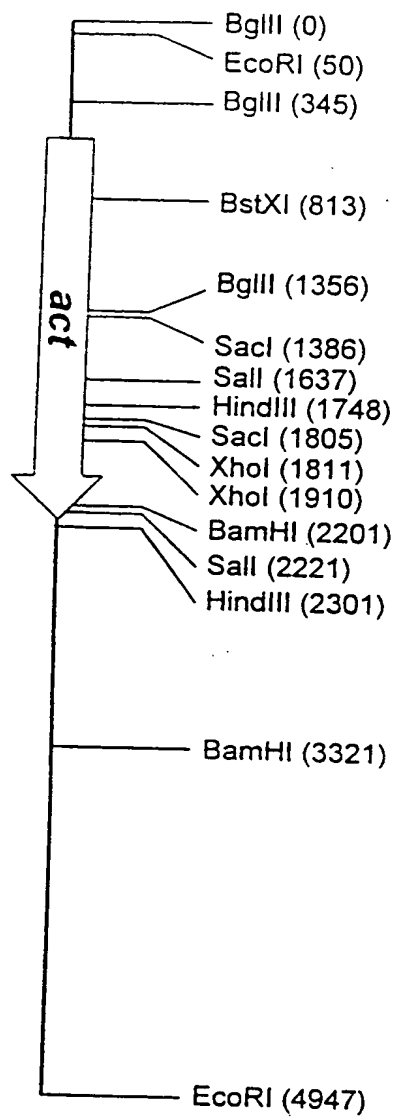 BglII (0)
EcoRI (50)
BglII (345)
BstXI (813)
act
BglII (1356)
SacI (1386)
SalI (1637)
HindIII (1748)
SacI (1805)
XhoI (1811)
XhoI (1910)
BamHI (2201)
SalI (2221)
HindIII (2301)
BamHI (3321)
EcoRI (4947)